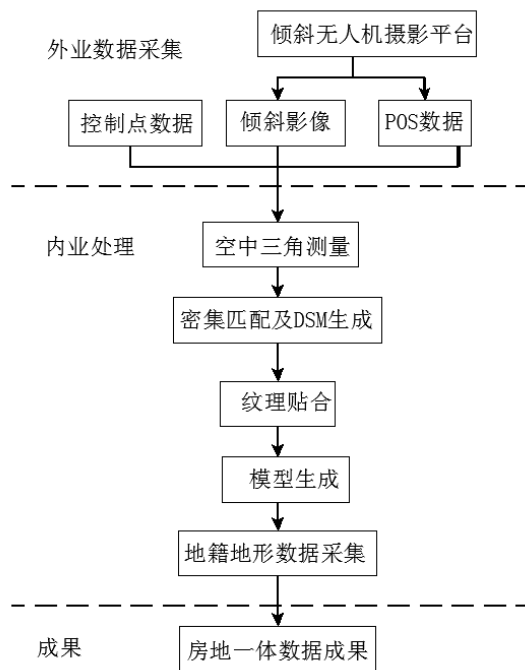 倾斜无人机摄影平台
外业数据采集
控制点数据
倾斜影像
POS数据
内业处理
空中三角测量
密集匹配及DSM生成
纹理贴合
模型生成
地籍地形数据采集
成果
房地一体数据成果